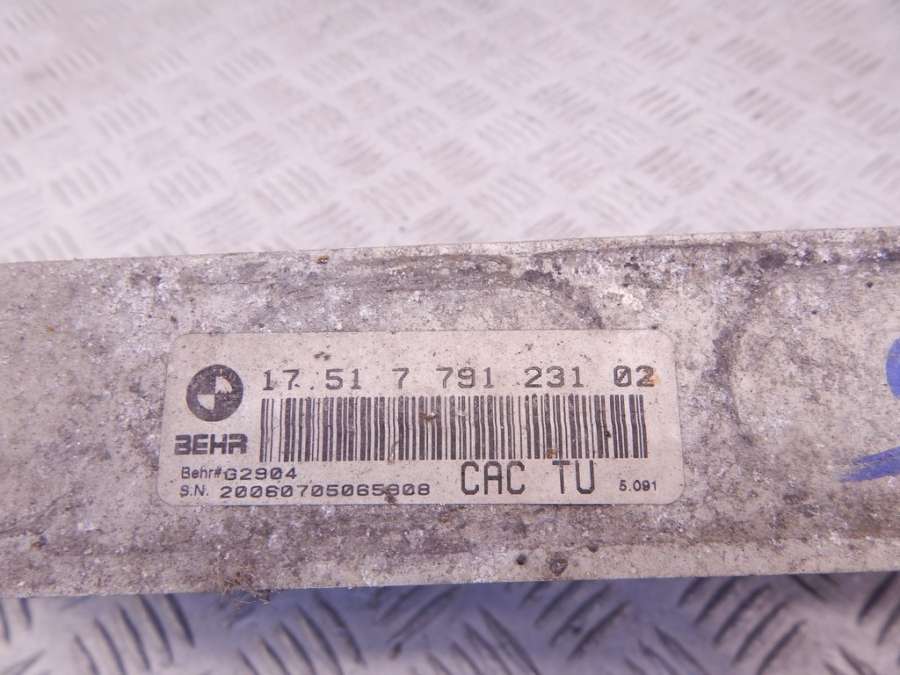 17.51 7 791 231 02
BEHR
Behr# G2904
S.N. 20060705065808
CAC TU
5.091